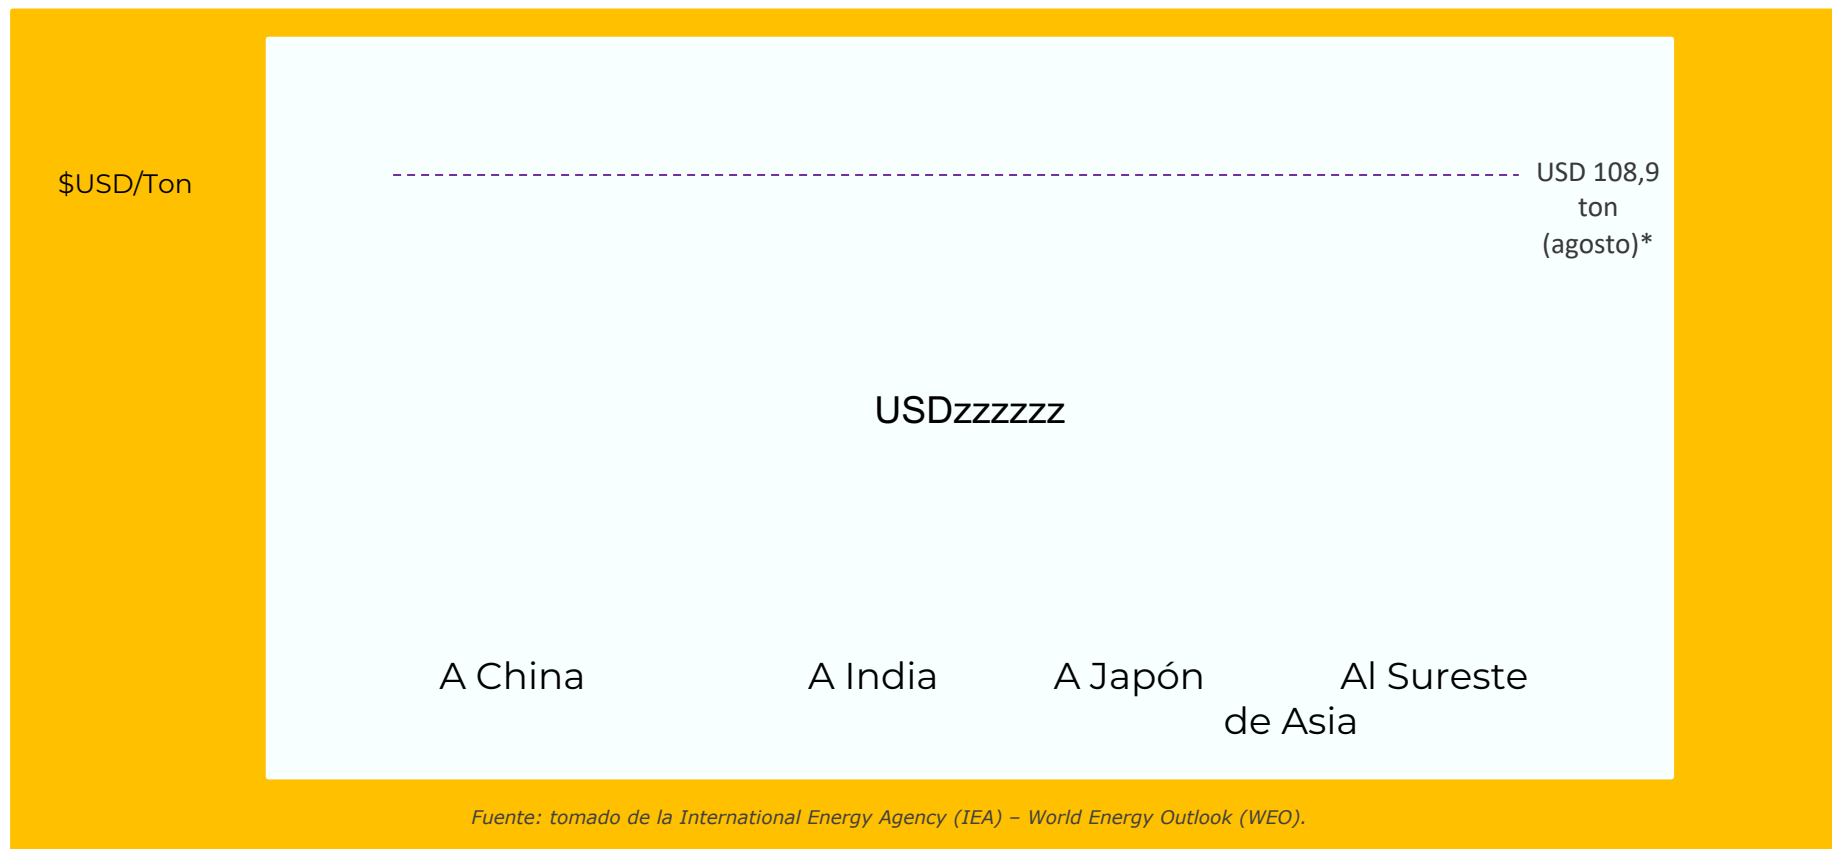 $USD/Ton
USD 108,9
ton
(agosto)*
USDzzzzzz
A China A India A Japón Al Sureste
de Asia
Fuente: tomado de la International Energy Agency (IEA) – World Energy Outlook (WEO).